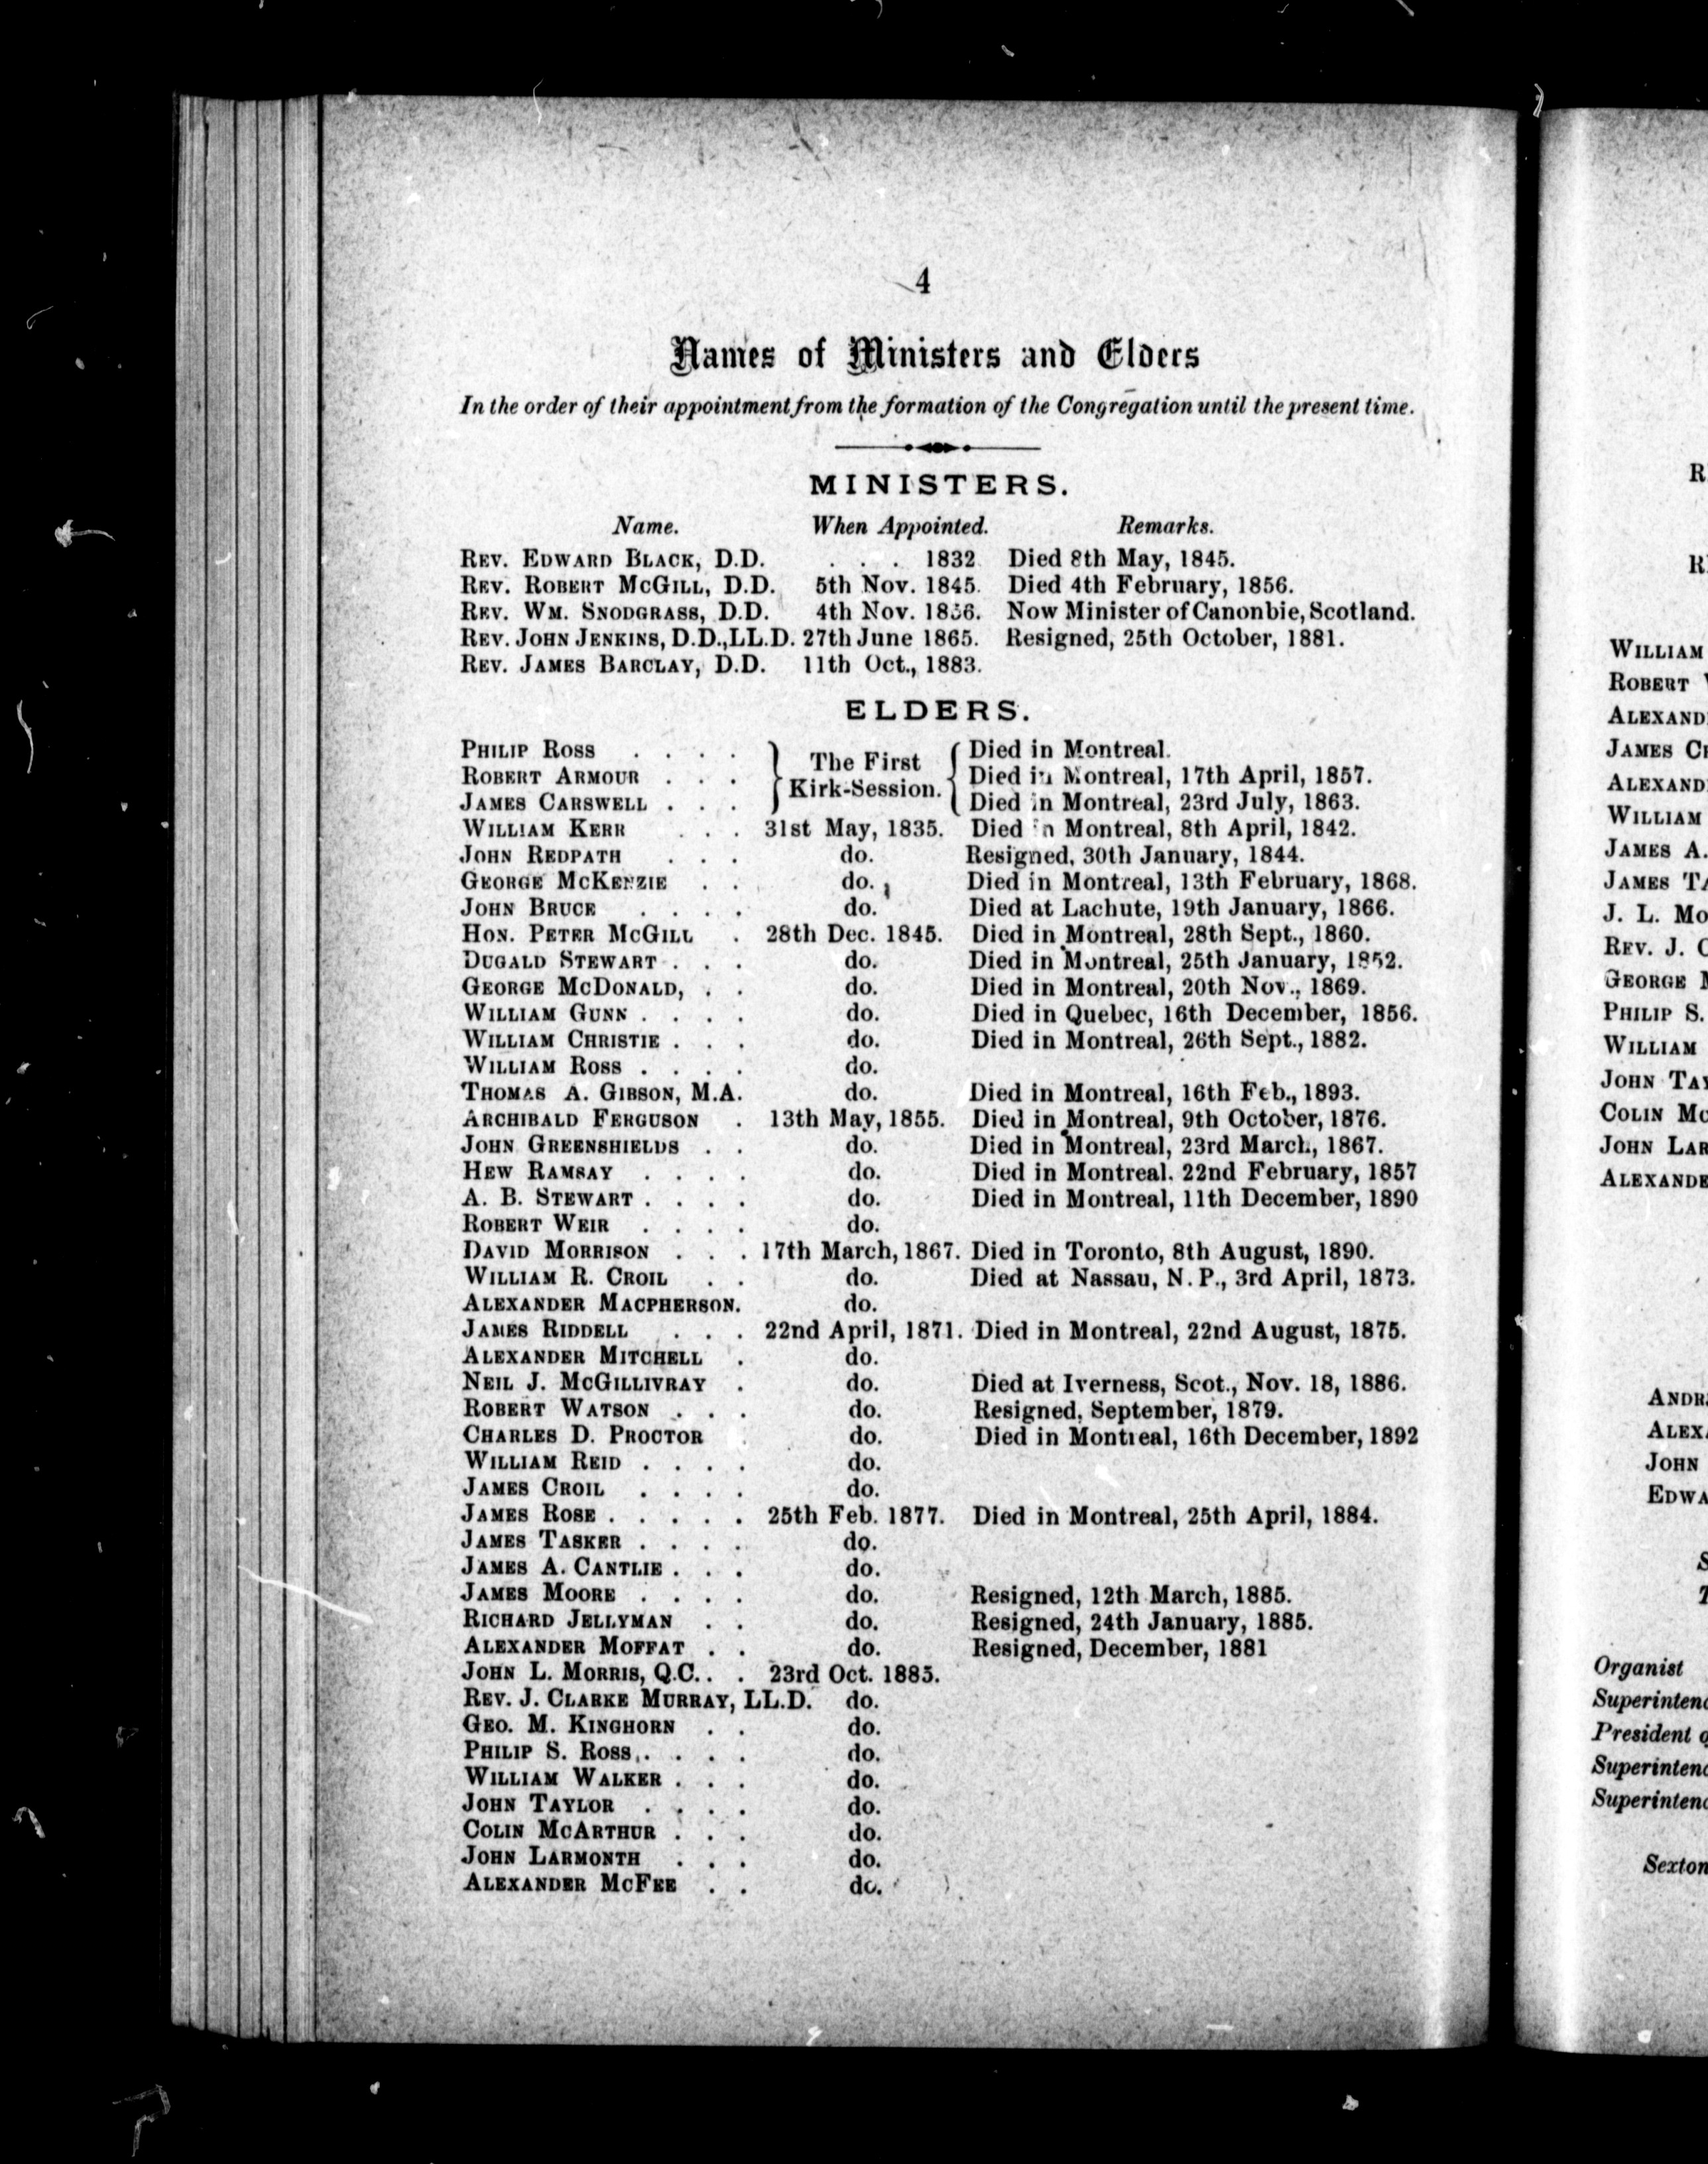 4
Names of Ministers and Elders
In the order of their appointment from the formation of the Congregation until the present time.
MINISTERS.
Name. When Appointed. Remarks.
REV. EDWARD BLACK, D.D. . . . 1832 Died 8th May, 1845.
REV. ROBERT MCGILL, D.D. 5th Nov. 1845. Died 4th February, 1856.
REV. WM. SNODGRASS, D.D. 4th Nov. 1856. Now Minister of Canonbie, Scotland.
REV. JOHN JENKINS, D.D., LL.D. 27th June 1865. Resigned, 25th October, 1881.
REV. JAMES BARCLAY, D.D. 11th Oct., 1883.
ELDERS.
PHILIP ROSS . . . . } The First { Died in Montreal.
ROBERT ARMOUR . . . } Kirk-Session. { Died in Montreal, 17th April, 1857.
JAMES CARSWELL . . . } { Died in Montreal, 23rd July, 1863.
WILLIAM KERR . . . 31st May, 1835. Died in Montreal, 8th April, 1842.
JOHN REDPATH . . . do. Resigned, 30th January, 1844.
GEORGE MCKENZIE . . do. Died in Montreal, 13th February, 1868.
JOHN BRUCE . . . . do. Died at Lachute, 19th January, 1866.
HON. PETER MCGILL . 28th Dec. 1845. Died in Montreal, 28th Sept., 1860.
DUGALD STEWART . . . do. Died in Montreal, 25th January, 1852.
GEORGE MCDONALD, . . do. Died in Montreal, 20th Nov., 1869.
WILLIAM GUNN . . . . do. Died in Quebec, 16th December, 1856.
WILLIAM CHRISTIE . . . do. Died in Montreal, 26th Sept., 1882.
WILLIAM ROSS . . . . do.
THOMAS A. GIBSON, M.A. do. Died in Montreal, 16th Feb., 1893.
ARCHIBALD FERGUSON . 13th May, 1855. Died in Montreal, 9th October, 1876.
JOHN GREENSHIELDS . . do. Died in Montreal, 23rd March, 1867.
HEW RAMSAY . . . . do. Died in Montreal. 22nd February, 1857
A. B. STEWART . . . . do. Died in Montreal, 11th December, 1890
ROBERT WEIR . . . . do.
DAVID MORRISON . . . 17th March, 1867. Died in Toronto, 8th August, 1890.
WILLIAM R. CROIL . . do. Died at Nassau, N. P., 3rd April, 1873.
ALEXANDER MACPHERSON. do.
JAMES RIDDELL . . . 22nd April, 1871. Died in Montreal, 22nd August, 1875.
ALEXANDER MITCHELL . do.
NEIL J. MCGILLIVRAY . do. Died at Iverness, Scot., Nov. 18, 1886.
ROBERT WATSON . . . do. Resigned, September, 1879.
CHARLES D. PROCTOR do. Died in Montreal, 16th December, 1892
WILLIAM REID . . . . do.
JAMES CROIL . . . . do.
JAMES ROSE . . . . . 25th Feb. 1877. Died in Montreal, 25th April, 1884.
JAMES TASKER . . . . do.
JAMES A. CANTLIE . . . do.
JAMES MOORE . . . . do. Resigned, 12th March, 1885.
RICHARD JELLYMAN . . do. Resigned, 24th January, 1885.
ALEXANDER MOFFAT . . do. Resigned, December, 1881
JOHN L. MORRIS, Q.C. . . 23rd Oct. 1885.
REV. J. CLARKE MURRAY, LL.D. do.
GEO. M. KINGHORN . . do.
PHILIP S. ROSS . . . . do.
WILLIAM WALKER . . . do.
JOHN TAYLOR . . . . do.
COLIN MCARTHUR . . . do.
JOHN LARMONTH . . . do.
ALEXANDER MCFEE . . do.
WILLIAM
ROBERT
JAMES
WILLIAM
JAMES A.
JAMES
J. L.
REV. J.
GEORGE
PHILIP S.
WILLIAM
JOHN
COLIN
JOHN
JOHN
Organist
President
Sexton